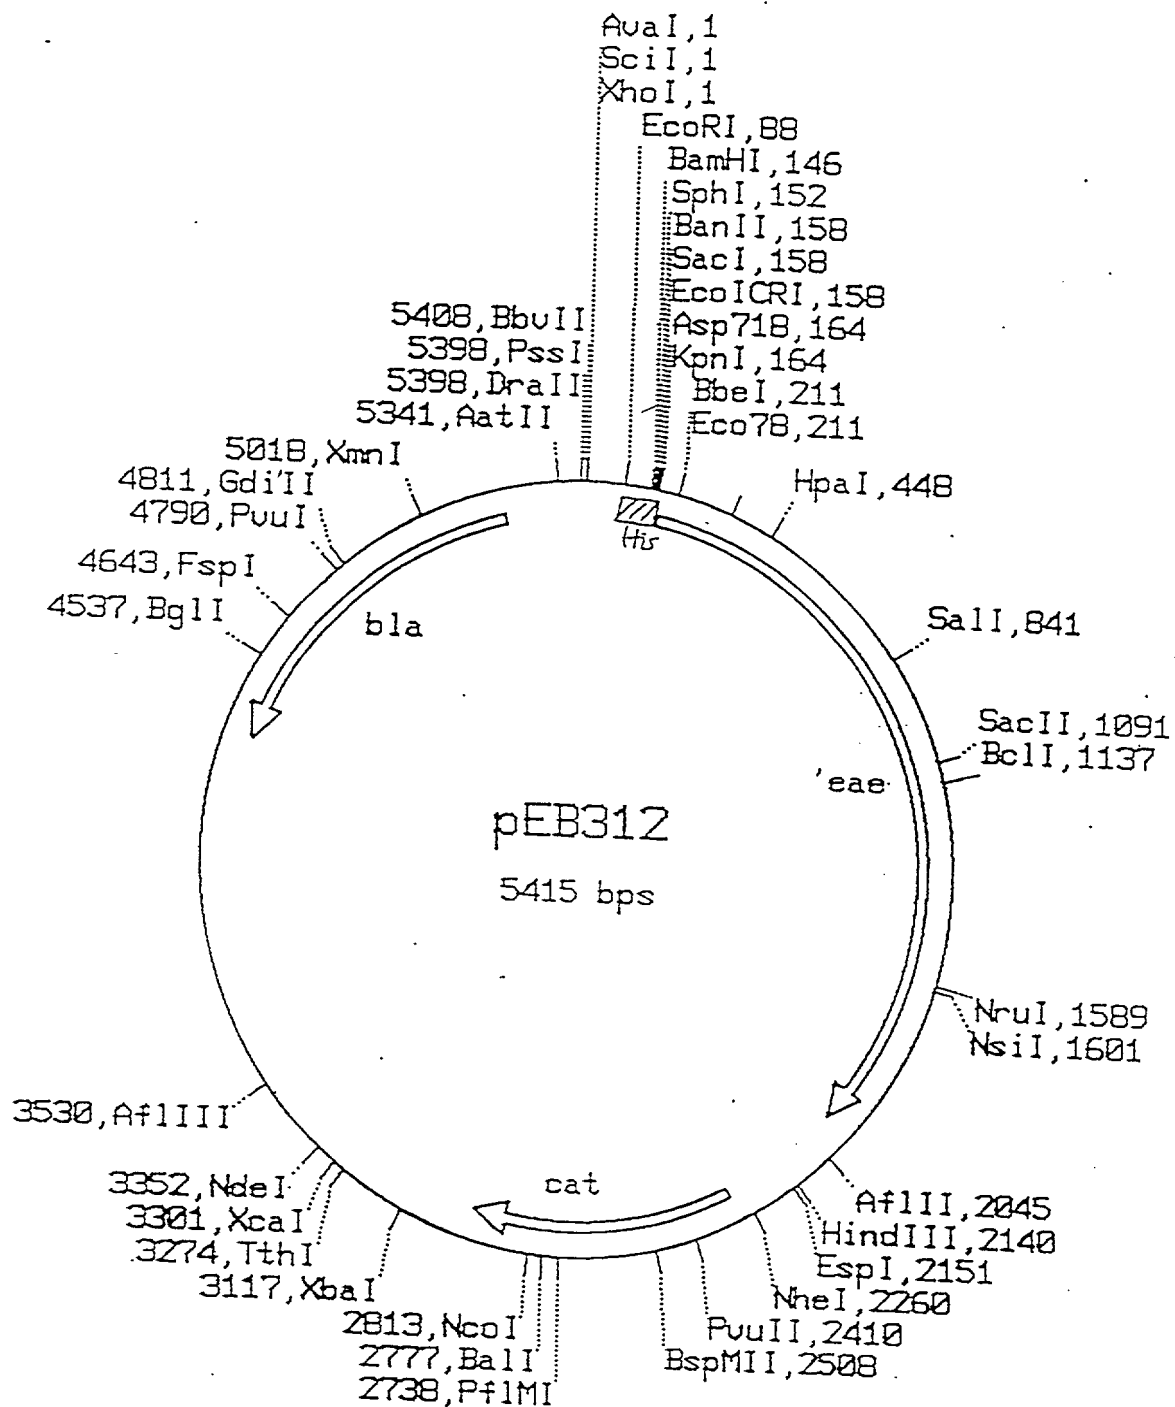 AvaI,1
SciI,1
XhoI,1
EcoRI,88
BamHI,146
SphI,152
BanII,158
SacI,158
EcoICRI,158
Asp718,164
KpnI,164
BbeI,211
Eco78,211
HpaI,448
SalI,841
SacII,1091
BclI,1137
NruI,1589
NsiI,1601
AflII,2045
HindIII,2140
EspI,2151
NheI,2260
PvuII,2410
BspMII,2508
2738,PflMI
2777,BalI
2813,NcoI
3117,XbaI
3274,TthI
3301,XcaI
3352,NdeI
3530,AflIII
4537,BglI
4643,FspI
4790,PvuI
4811,Gdi'II
5018,XmnI
5341,AatII
5398,DraII
5398,PssI
5408,BbvII
His
bla
'eae
cat
pEB312
5415 bps